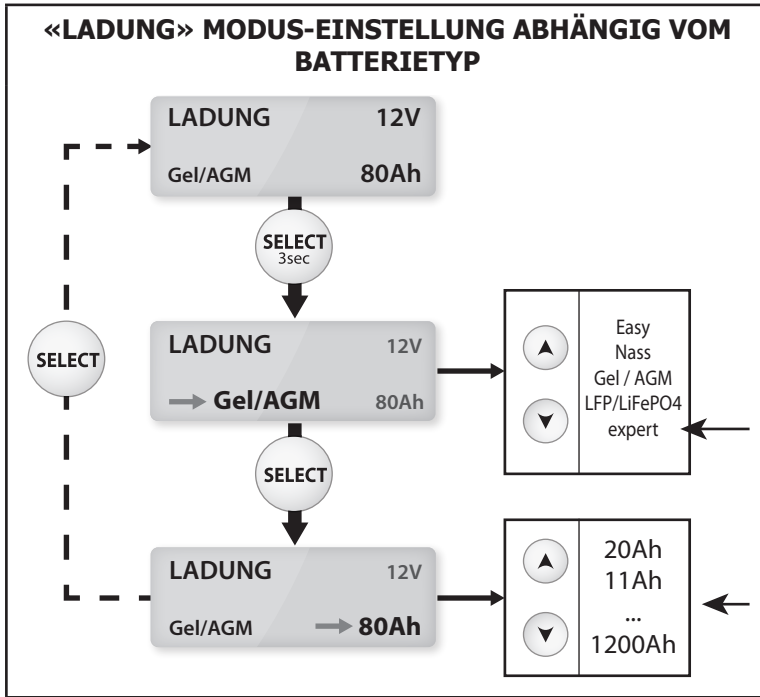 «LADUNG» MODUS-EINSTELLUNG ABHÄNGIG VOM
BATTERIETYP
LADUNG 12V
Gel/AGM 80Ah
SELECT
3sec
LADUNG 12V
Gel/AGM 80Ah
Easy
Nass
Gel / AGM
LFP/LiFePO4
expert
SELECT
SELECT
LADUNG 12V
Gel/AGM 80Ah
20Ah
11Ah
...
1200Ah